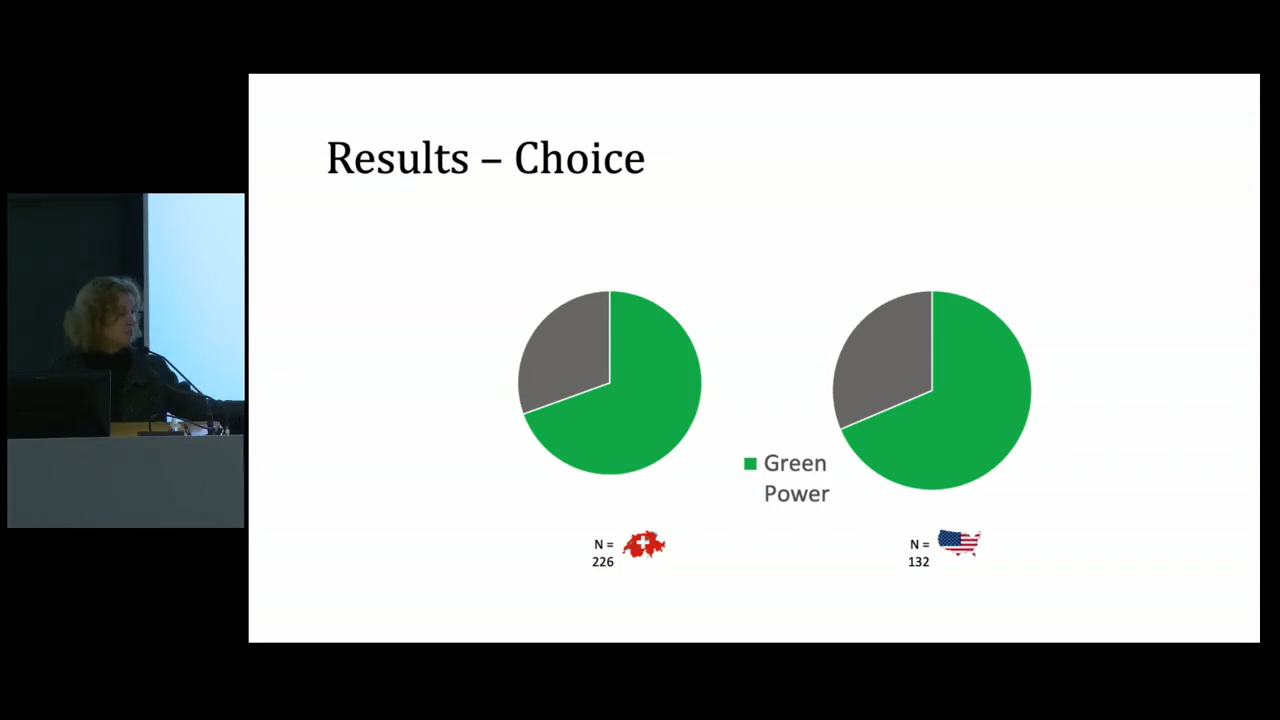 Results – Choice
Green
Power
N =
226
N =
132